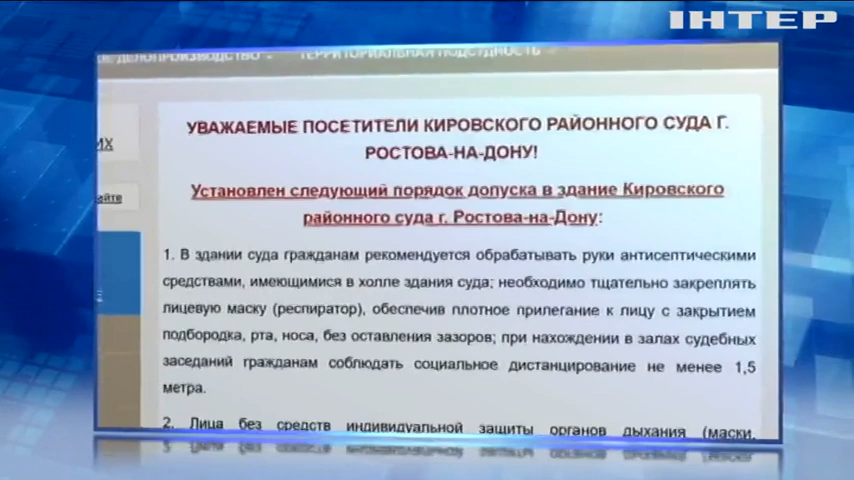 ІНТЕР
ДЕЛОПРОИЗВОДСТВО ТЕРРИТОРИАЛЬНАЯ ПОДСУДНОСТЬ
ИХ
УВАЖАЕМЫЕ ПОСЕТИТЕЛИ КИРОВСКОГО РАЙОННОГО СУДА Г.
РОСТОВА-НА-ДОНУ!
Установлен следующий порядок допуска в здание Кировского
районного суда г. Ростова-на-Дону:
1. В здании суда гражданам рекомендуется обрабатывать руки антисептическими
средствами, имеющимися в холле здания суда; необходимо тщательно закреплять
лицевую маску (респиратор), обеспечив плотное прилегание к лицу с закрытием
подбородка, рта, носа, без оставления зазоров; при нахождении в залах судебных
заседаний гражданам соблюдать социальное дистанцирование не менее 1,5
метра.
2. Лица без средств индивидуальной защиты органов дыхания (маски,